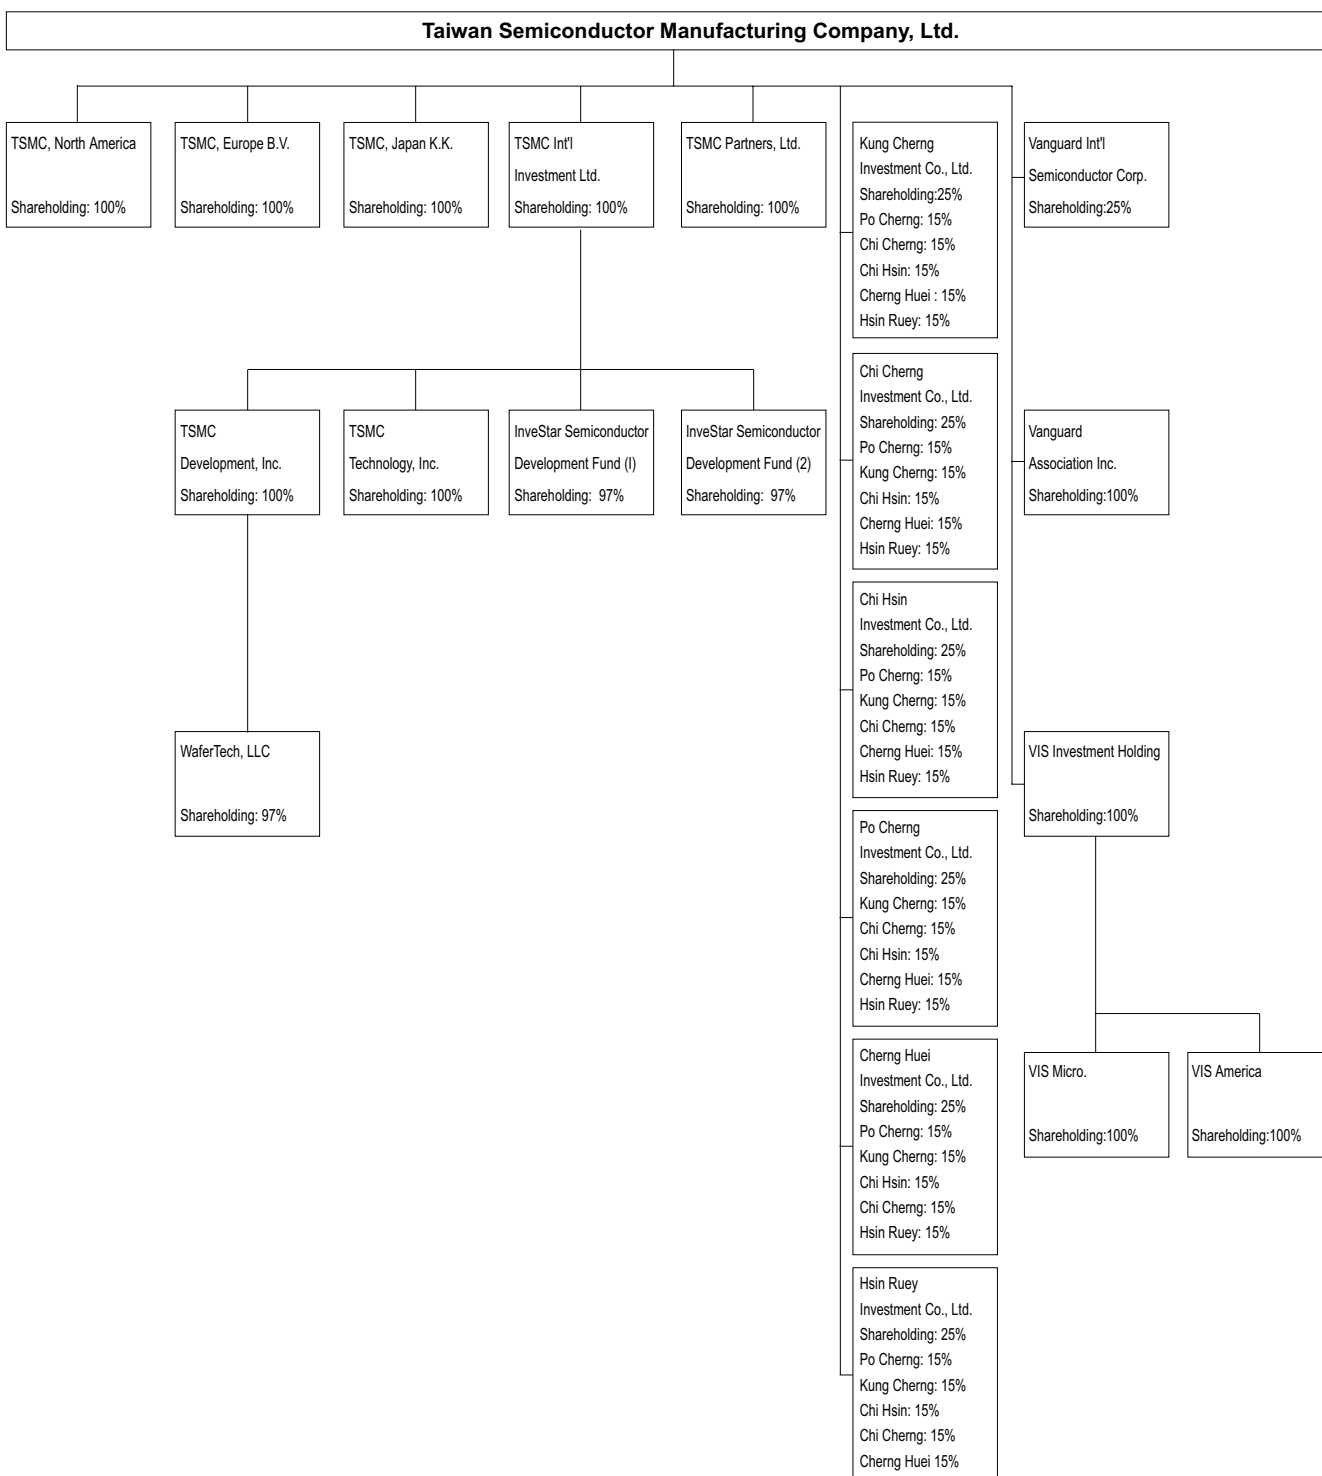 Taiwan Semiconductor Manufacturing Company, Ltd.
TSMC, North America
Shareholding: 100%
TSMC, Europe B.V.
Shareholding: 100%
TSMC, Japan K.K.
Shareholding: 100%
TSMC Int'l
Investment Ltd.
Shareholding: 100%
TSMC Partners, Ltd.
Shareholding: 100%
Kung Cherng
Investment Co., Ltd.
Shareholding:25%
Po Cherng: 15%
Chi Cherng: 15%
Chi Hsin: 15%
Cherng Huei : 15%
Hsin Ruey: 15%
Vanguard Int'l
Semiconductor Corp.
Shareholding:25%
TSMC
Development, Inc.
Shareholding: 100%
TSMC
Technology, Inc.
Shareholding: 100%
InveStar Semiconductor
Development Fund (I)
Shareholding:  97%
InveStar Semiconductor
Development Fund (2)
Shareholding:  97%
Chi Cherng
Investment Co., Ltd.
Shareholding: 25%
Po Cherng: 15%
Kung Cherng: 15%
Chi Hsin: 15%
Cherng Huei: 15%
Hsin Ruey: 15%
Vanguard
Association Inc.
Shareholding:100%
Chi Hsin
Investment Co., Ltd.
Shareholding: 25%
Po Cherng: 15%
Kung Cherng: 15%
Chi Cherng: 15%
Cherng Huei: 15%
Hsin Ruey: 15%
WaferTech, LLC
Shareholding: 97%
VIS Investment Holding
Shareholding:100%
Po Cherng
Investment Co., Ltd.
Shareholding: 25%
Kung Cherng: 15%
Chi Cherng: 15%
Chi Hsin: 15%
Cherng Huei: 15%
Hsin Ruey: 15%
Cherng Huei
Investment Co., Ltd.
Shareholding: 25%
Po Cherng: 15%
Kung Cherng: 15%
Chi Hsin: 15%
Chi Cherng: 15%
Hsin Ruey: 15%
VIS Micro.
Shareholding:100%
VIS America
Shareholding:100%
Hsin Ruey
Investment Co., Ltd.
Shareholding: 25%
Po Cherng: 15%
Kung Cherng: 15%
Chi Hsin: 15%
Chi Cherng: 15%
Cherng Huei 15%